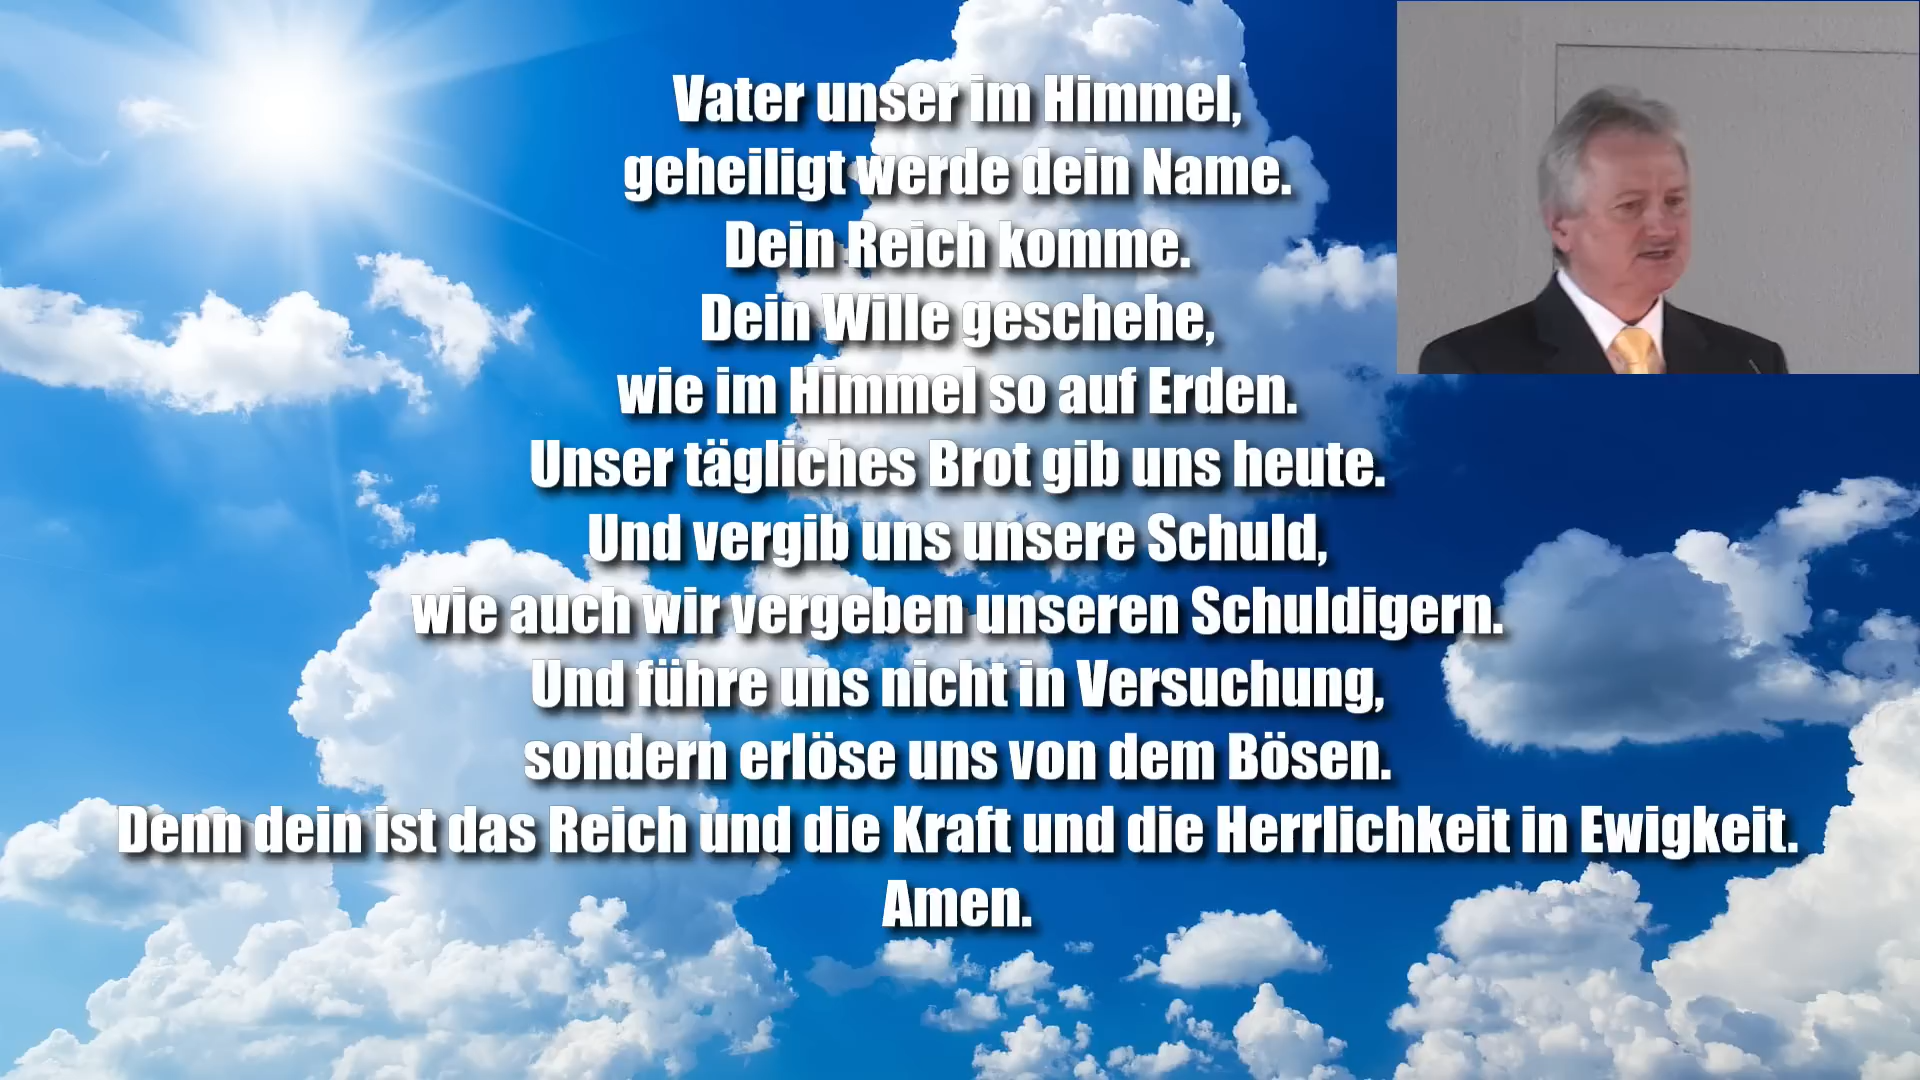 Vater unser im Himmel,
geheiligt werde dein Name.
Dein Reich komme.
Dein Wille geschehe,
wie im Himmel so auf Erden.
Unser tägliches Brot gib uns heute.
Und vergib uns unsere Schuld,
wie auch wir vergeben unseren Schuldigern.
Und führe uns nicht in Versuchung,
sondern erlöse uns von dem Bösen.
Denn dein ist das Reich und die Kraft und die Herrlichkeit in Ewigkeit.
Amen.